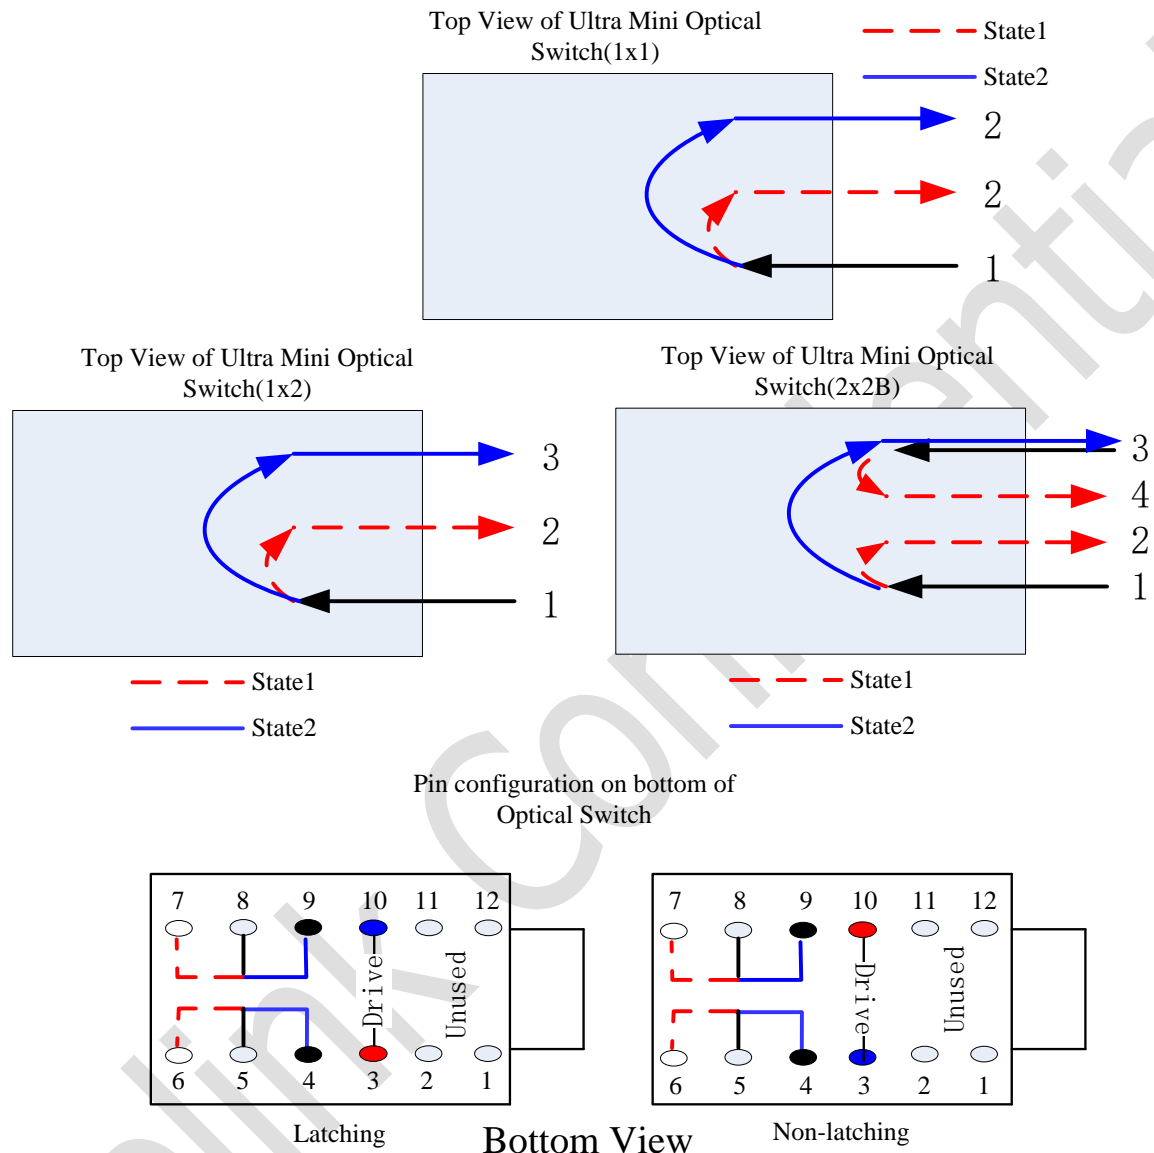 Top View of Ultra Mini Optical
Switch(1x1)
State1
State2
2
2
1
Top View of Ultra Mini Optical
Switch(1x2)
3
2
1
State1
State2
Top View of Ultra Mini Optical
Switch(2x2B)
3
4
2
1
State1
State2
Pin configuration on bottom of
Optical Switch
7 8 9 10 11 12
Drive
Unused
6 5 4 3 2 1
Latching
7 8 9 10 11 12
Drive
Unused
6 5 4 3 2 1
Non-latching
Bottom View